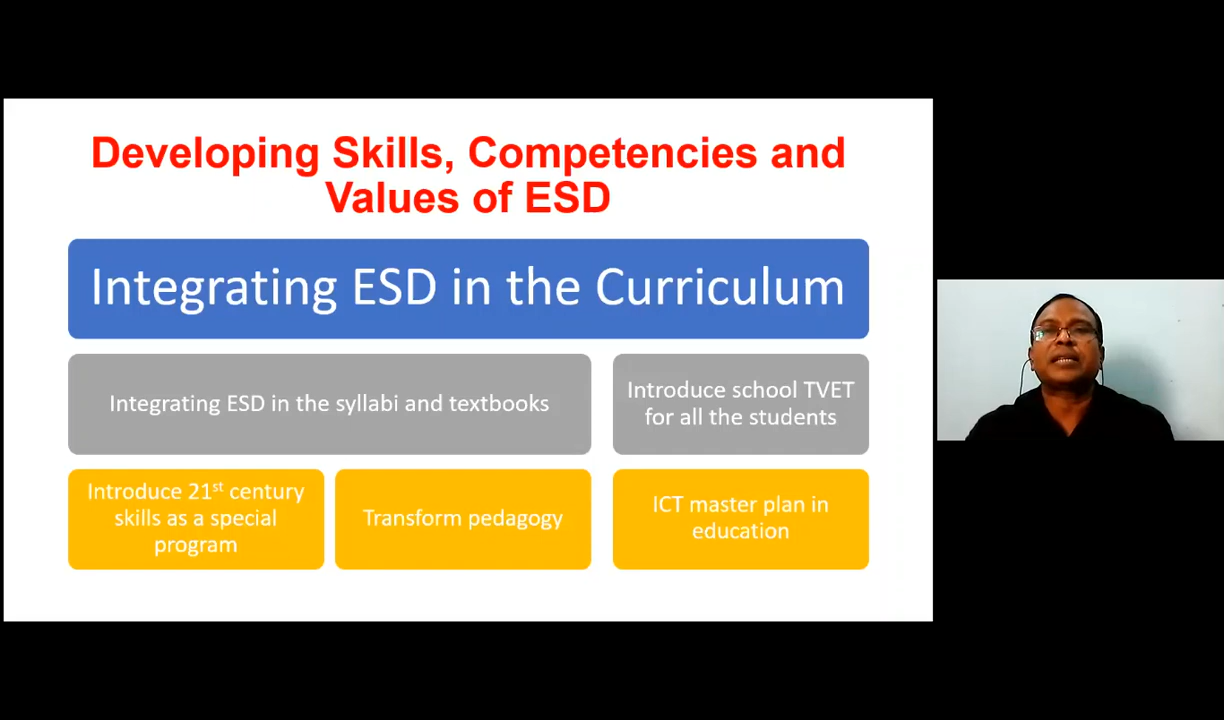 Developing Skills, Competencies and
Values of ESD
Integrating ESD in the Curriculum
Integrating ESD in the syllabi and textbooks
Introduce school TVET
for all the students
Introduce 21st century
skills as a special
program
Transform pedagogy
ICT master plan in
education